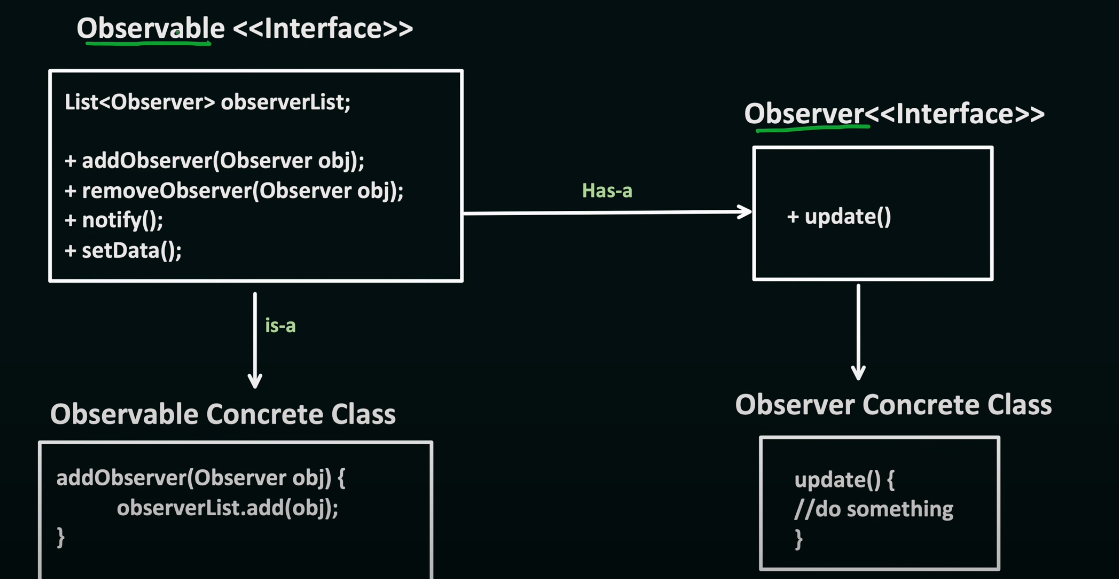 Observable <<Interface>>
List<Observer> observerList;
+ addObserver(Observer obj);
+ removeObserver(Observer obj);
+ notify();
+ setData();
Has-a
Observer<<Interface>>
+ update()
is-a
Observable Concrete Class
addObserver(Observer obj) {
observerList.add(obj);
}
Observer Concrete Class
update() {
//do something
}